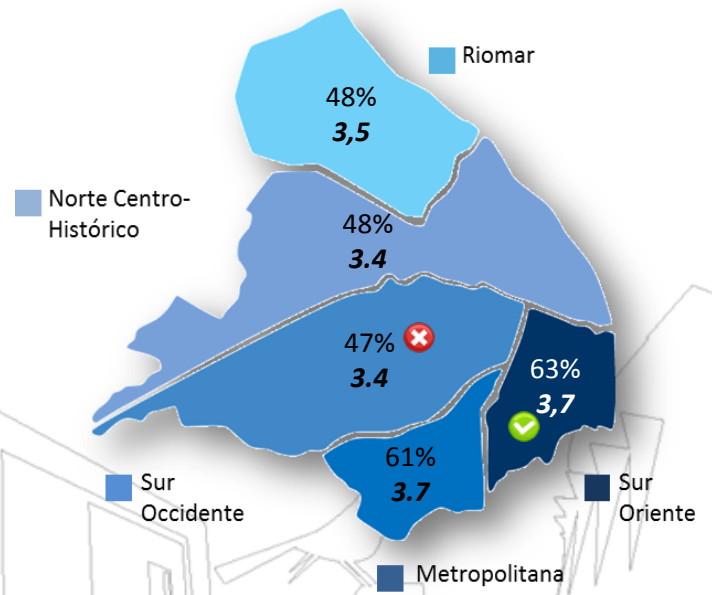 Riomar
48%
3,5
Norte Centro-
Histórico
48%
3.4
47%
3.4
63%
3,7
61%
3.7
Sur
Occidente
Sur
Oriente
Metropolitana